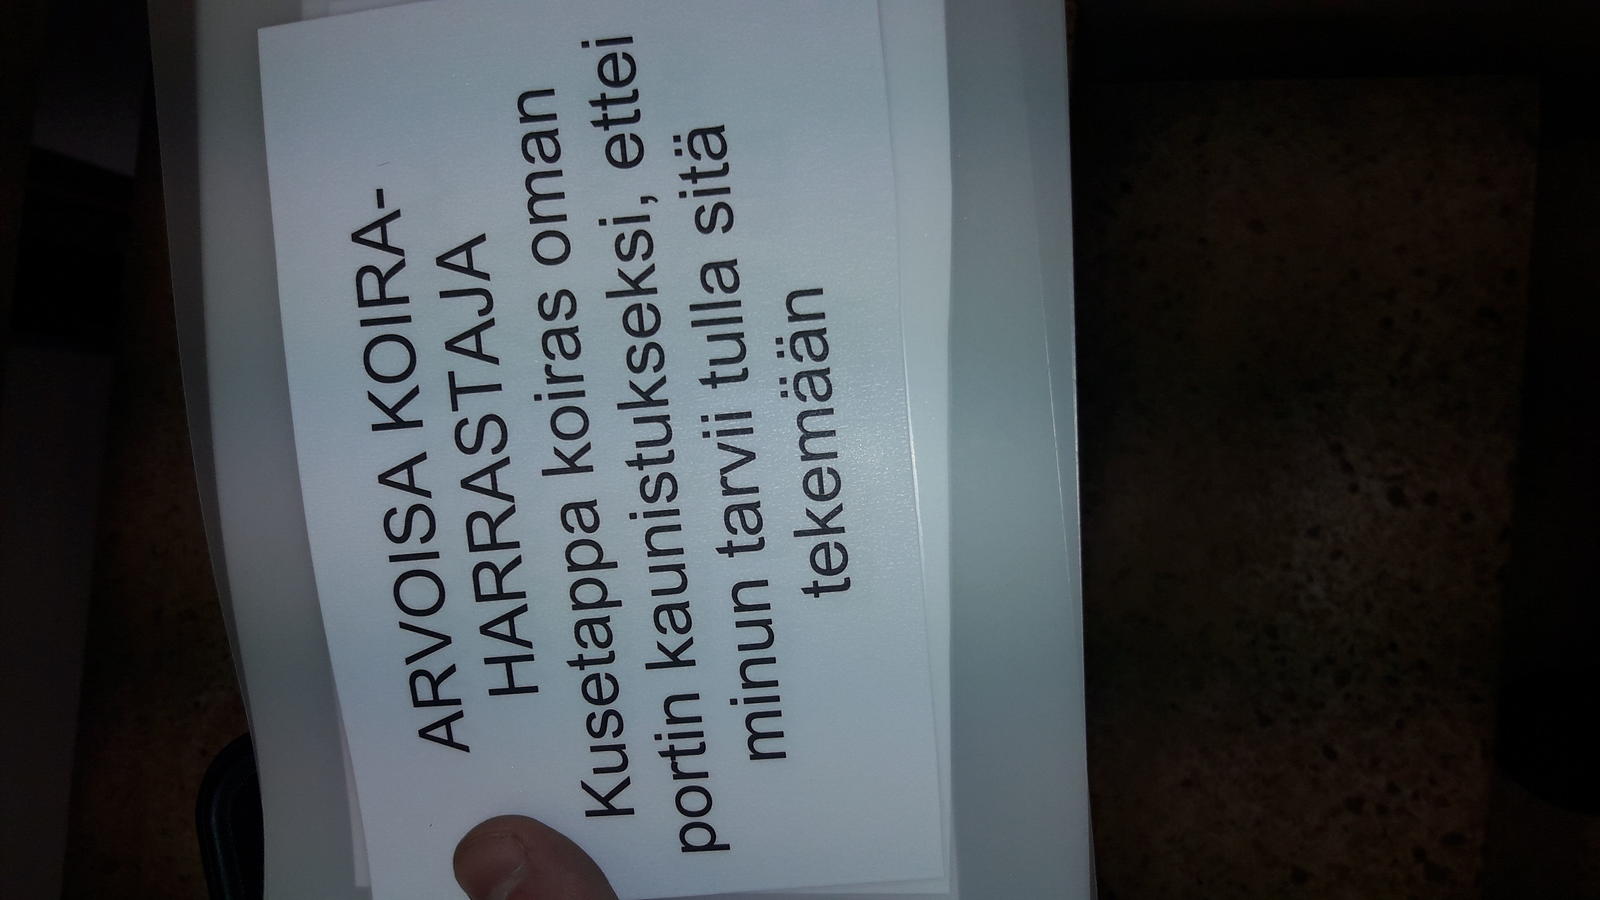 ARVOISA KOIRA-
HARRASTAJA
Kusetappa koiras oman
portin kaunistukseksi, ettei
minun tarvii tulla sitä
tekemään